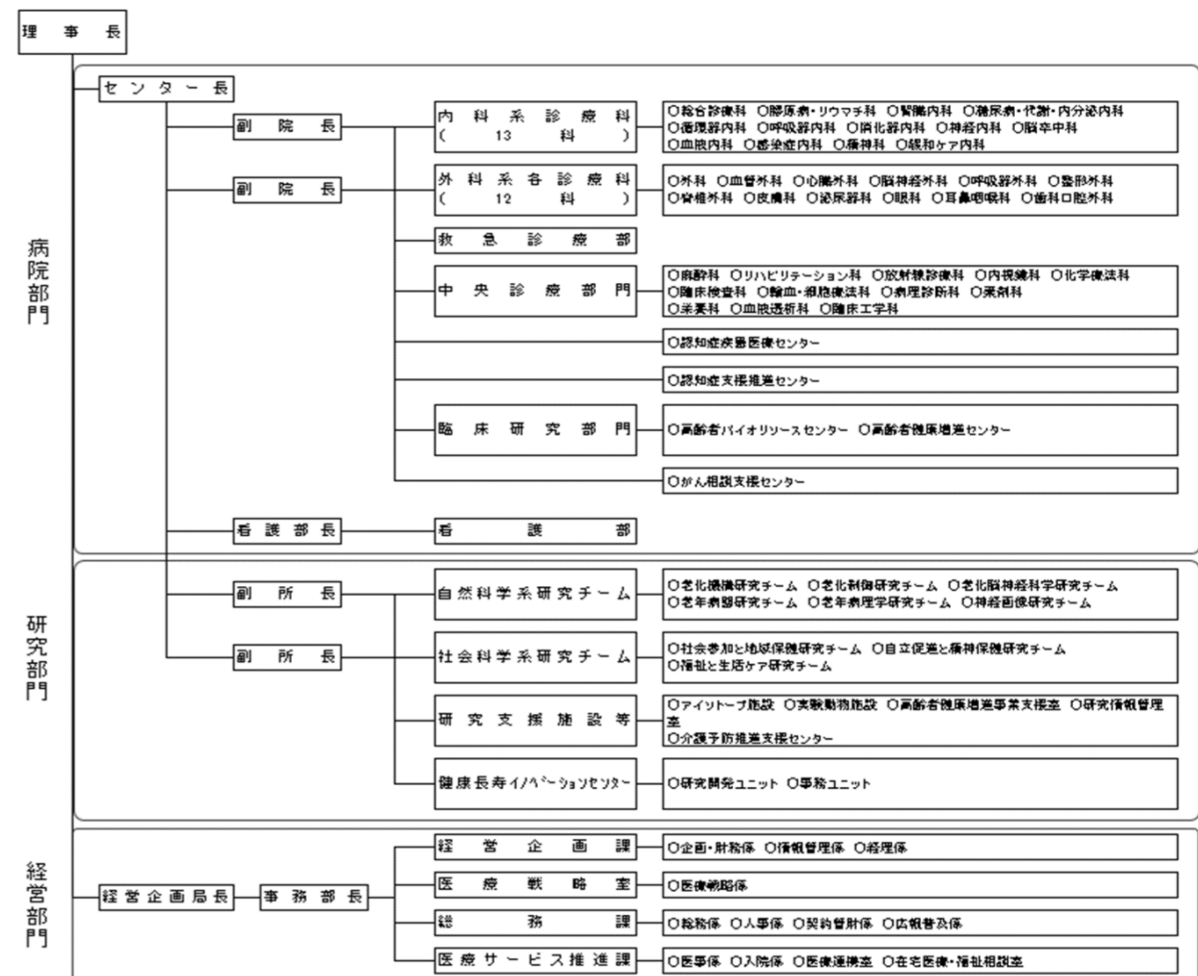 理事長
センター長
副院長
内科系診療科
(13科)
○総合診療科 ○膠原病・リウマチ科 ○腎臓内科 ○糖尿病・代謝・内分泌内科
○循環器内科 ○呼吸器内科 ○消化器内科 ○神経内科 ○脳卒中科
○血液内科 ○感染症内科 ○精神科 ○緩和ケア内科
副院長
外科系各診療科
(12科)
○外科 ○血管外科 ○心臓外科 ○脳神経外科 ○呼吸器外科 ○整形外科
○脊椎外科 ○皮膚科 ○泌尿器科 ○眼科 ○耳鼻咽喉科 ○歯科口腔外科
病院部門
救急診療部
中央診療部門
○麻酔科 ○リハビリテーション科 ○放射線診療科 ○内視鏡科 ○化学療法科
○臨床検査科 ○輸血・細胞療法科 ○病理診断科 ○薬剤科
○栄養科 ○血液透析科 ○臨床工学科
○認知症疾患医療センター
○認知症支援推進センター
臨床研究部門
○高齢者バイオリソースセンター ○高齢者健康増進センター
○がん相談支援センター
看護部長
看護部
研究部門
副所長
自然科学系研究チーム
○老化機構研究チーム ○老化制御研究チーム ○老化脳神経科学研究チーム
○老年病態研究チーム ○老年病理学研究チーム ○神経画像研究チーム
副所長
社会科学系研究チーム
○社会参加と地域保健研究チーム ○自立促進と精神保健研究チーム
○福祉と生活ケア研究チーム
研究支援施設等
○アイソトープ施設 ○実験動物施設 ○高齢者健康増進事業支援室 ○研究情報管理
室
○介護予防推進支援センター
健康長寿イノベーションセンター
○研究開発ユニット ○事務ユニット
経営部門
経営企画局長
事務部長
経営企画課
○企画・財務係 ○情報管理係 ○経理係
医療戦略室
○医療戦略係
総務課
○総務係 ○人事係 ○契約管財係 ○広報普及係
医療サービス推進課
○医事係 ○入院係 ○医療連携室 ○在宅医療・福祉相談室